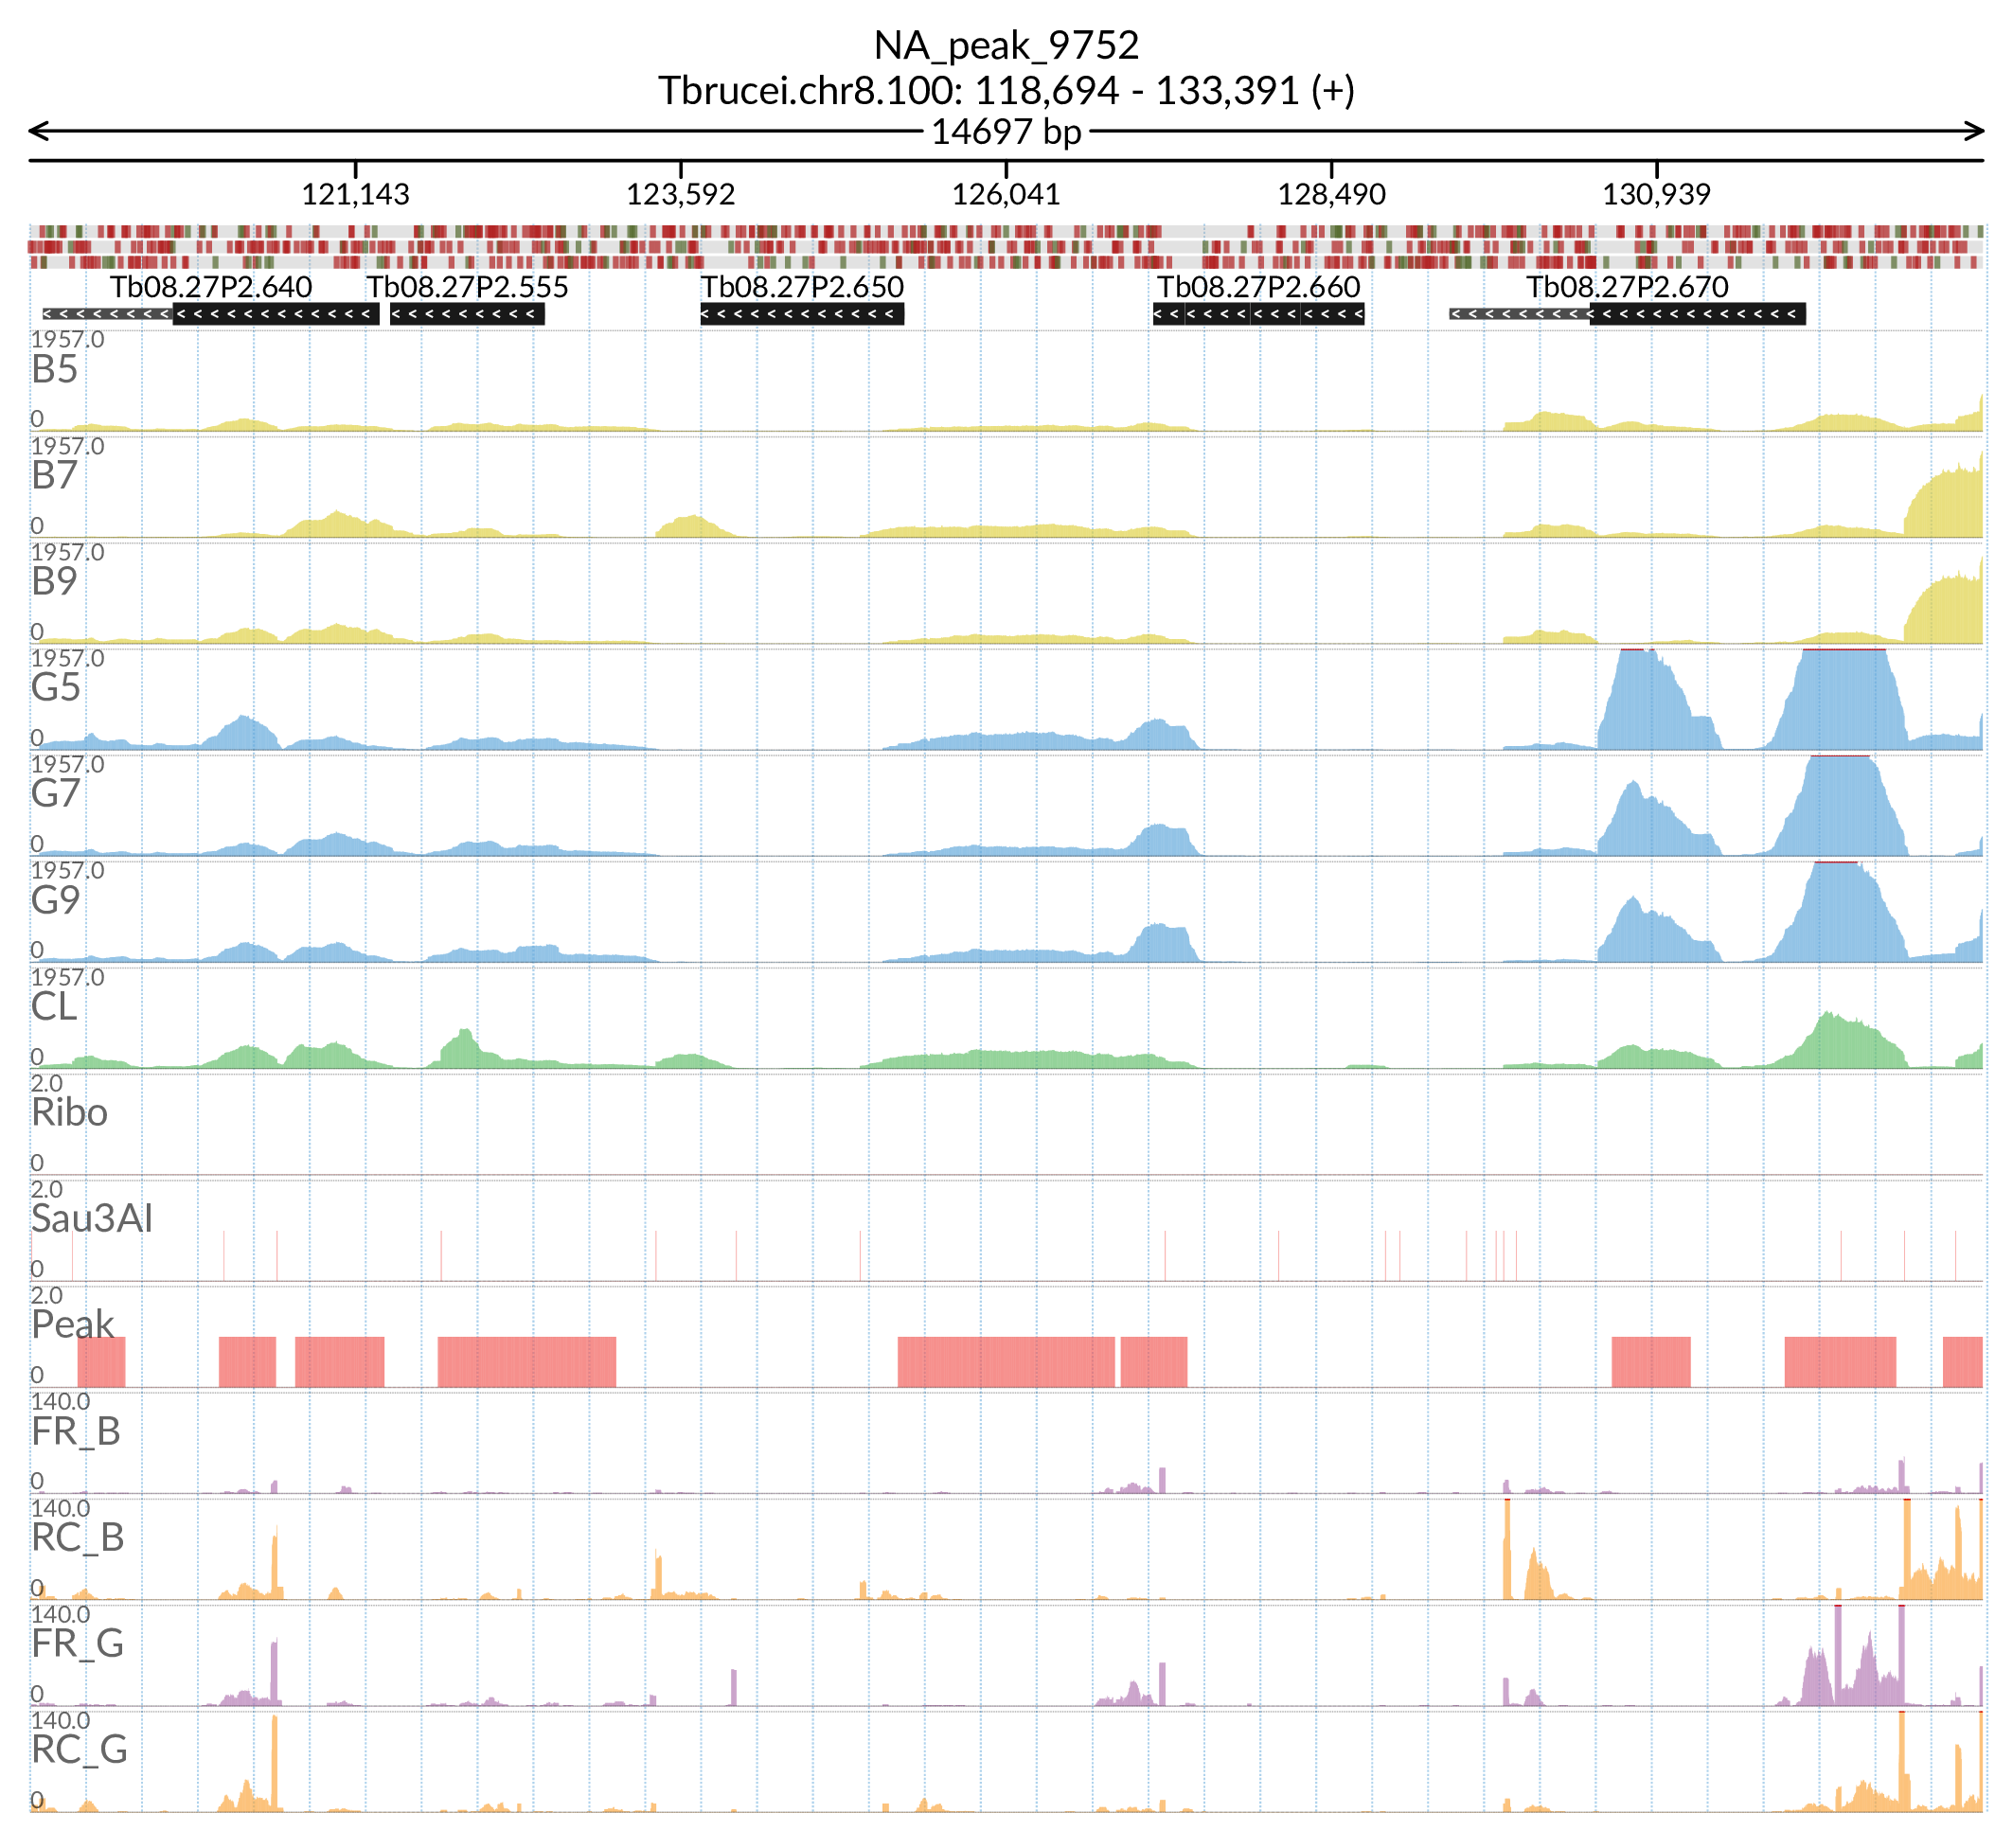 NA_peak_9752
Tbrucei.chr8.100: 118,694 - 133,391 (+)
14697 bp
121,143 123,592 126,041 128,490 130,939
Tb08.27P2.640 Tb08.27P2.555 Tb08.27P2.650 Tb08.27P2.660 Tb08.27P2.670
1957.0
B5
0
1957.0
B7
0
1957.0
B9
0
1957.0
G5
0
1957.0
G7
0
1957.0
G9
0
1957.0
CL
0
2.0
Ribo
0
2.0
Sau3AI
0
2.0
Peak
0
140.0
FR_B
0
140.0
RC_B
0
140.0
FR_G
0
140.0
RC_G
0